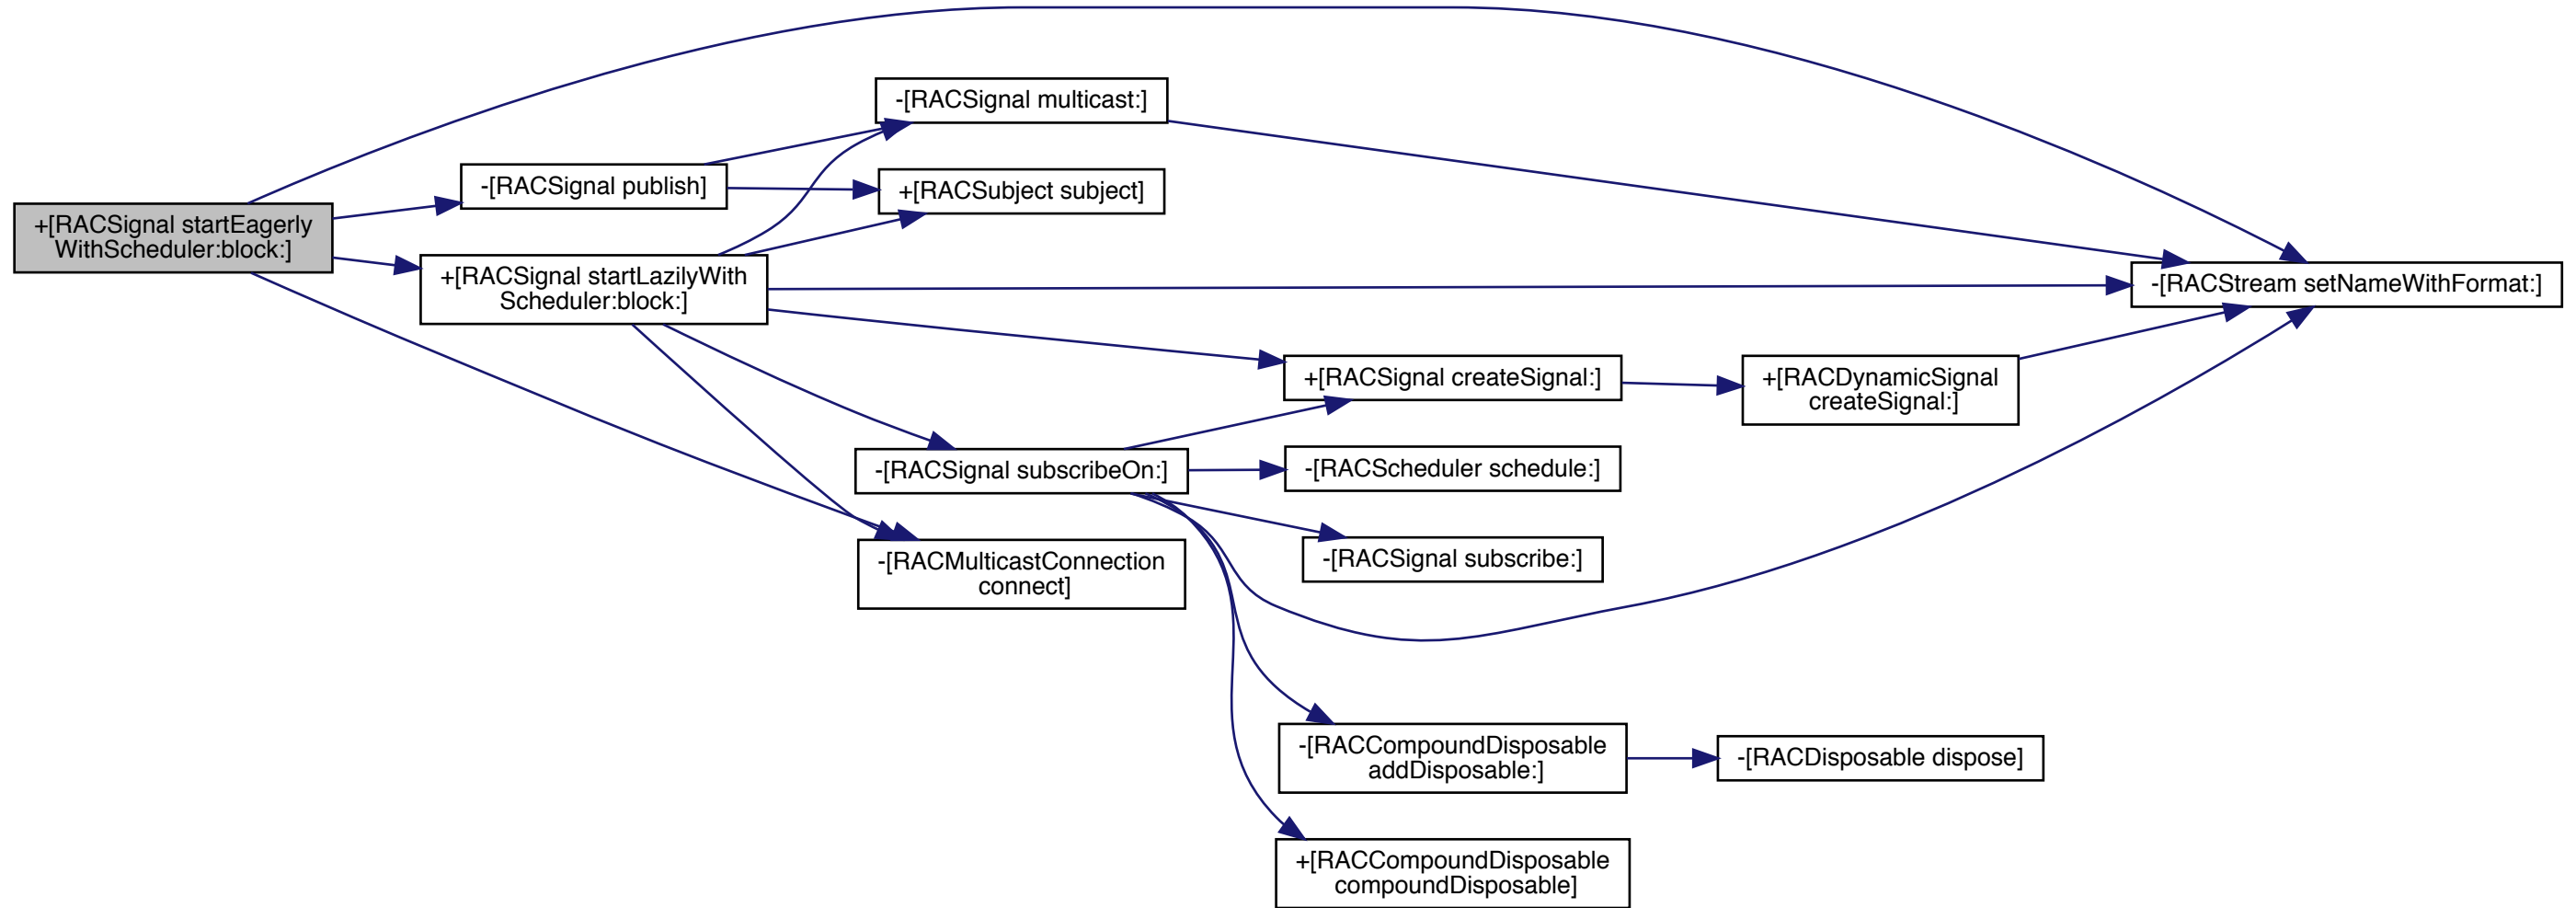 -[RACSignal multicast:]
-[RACSignal publish]
+[RACSubject subject]
+[RACSignal startEagerly
WithScheduler:block:]
+[RACSignal startLazilyWith
Scheduler:block:]
-[RACStream setNameWithFormat:]
+[RACSignal createSignal:]
+[RACDynamicSignal
createSignal:]
-[RACSignal subscribeOn:]
-[RACScheduler schedule:]
-[RACSignal subscribe:]
-[RACMulticastConnection
connect]
-[RACCompoundDisposable
addDisposable:]
-[RACDisposable dispose]
+[RACCompoundDisposable
compoundDisposable]